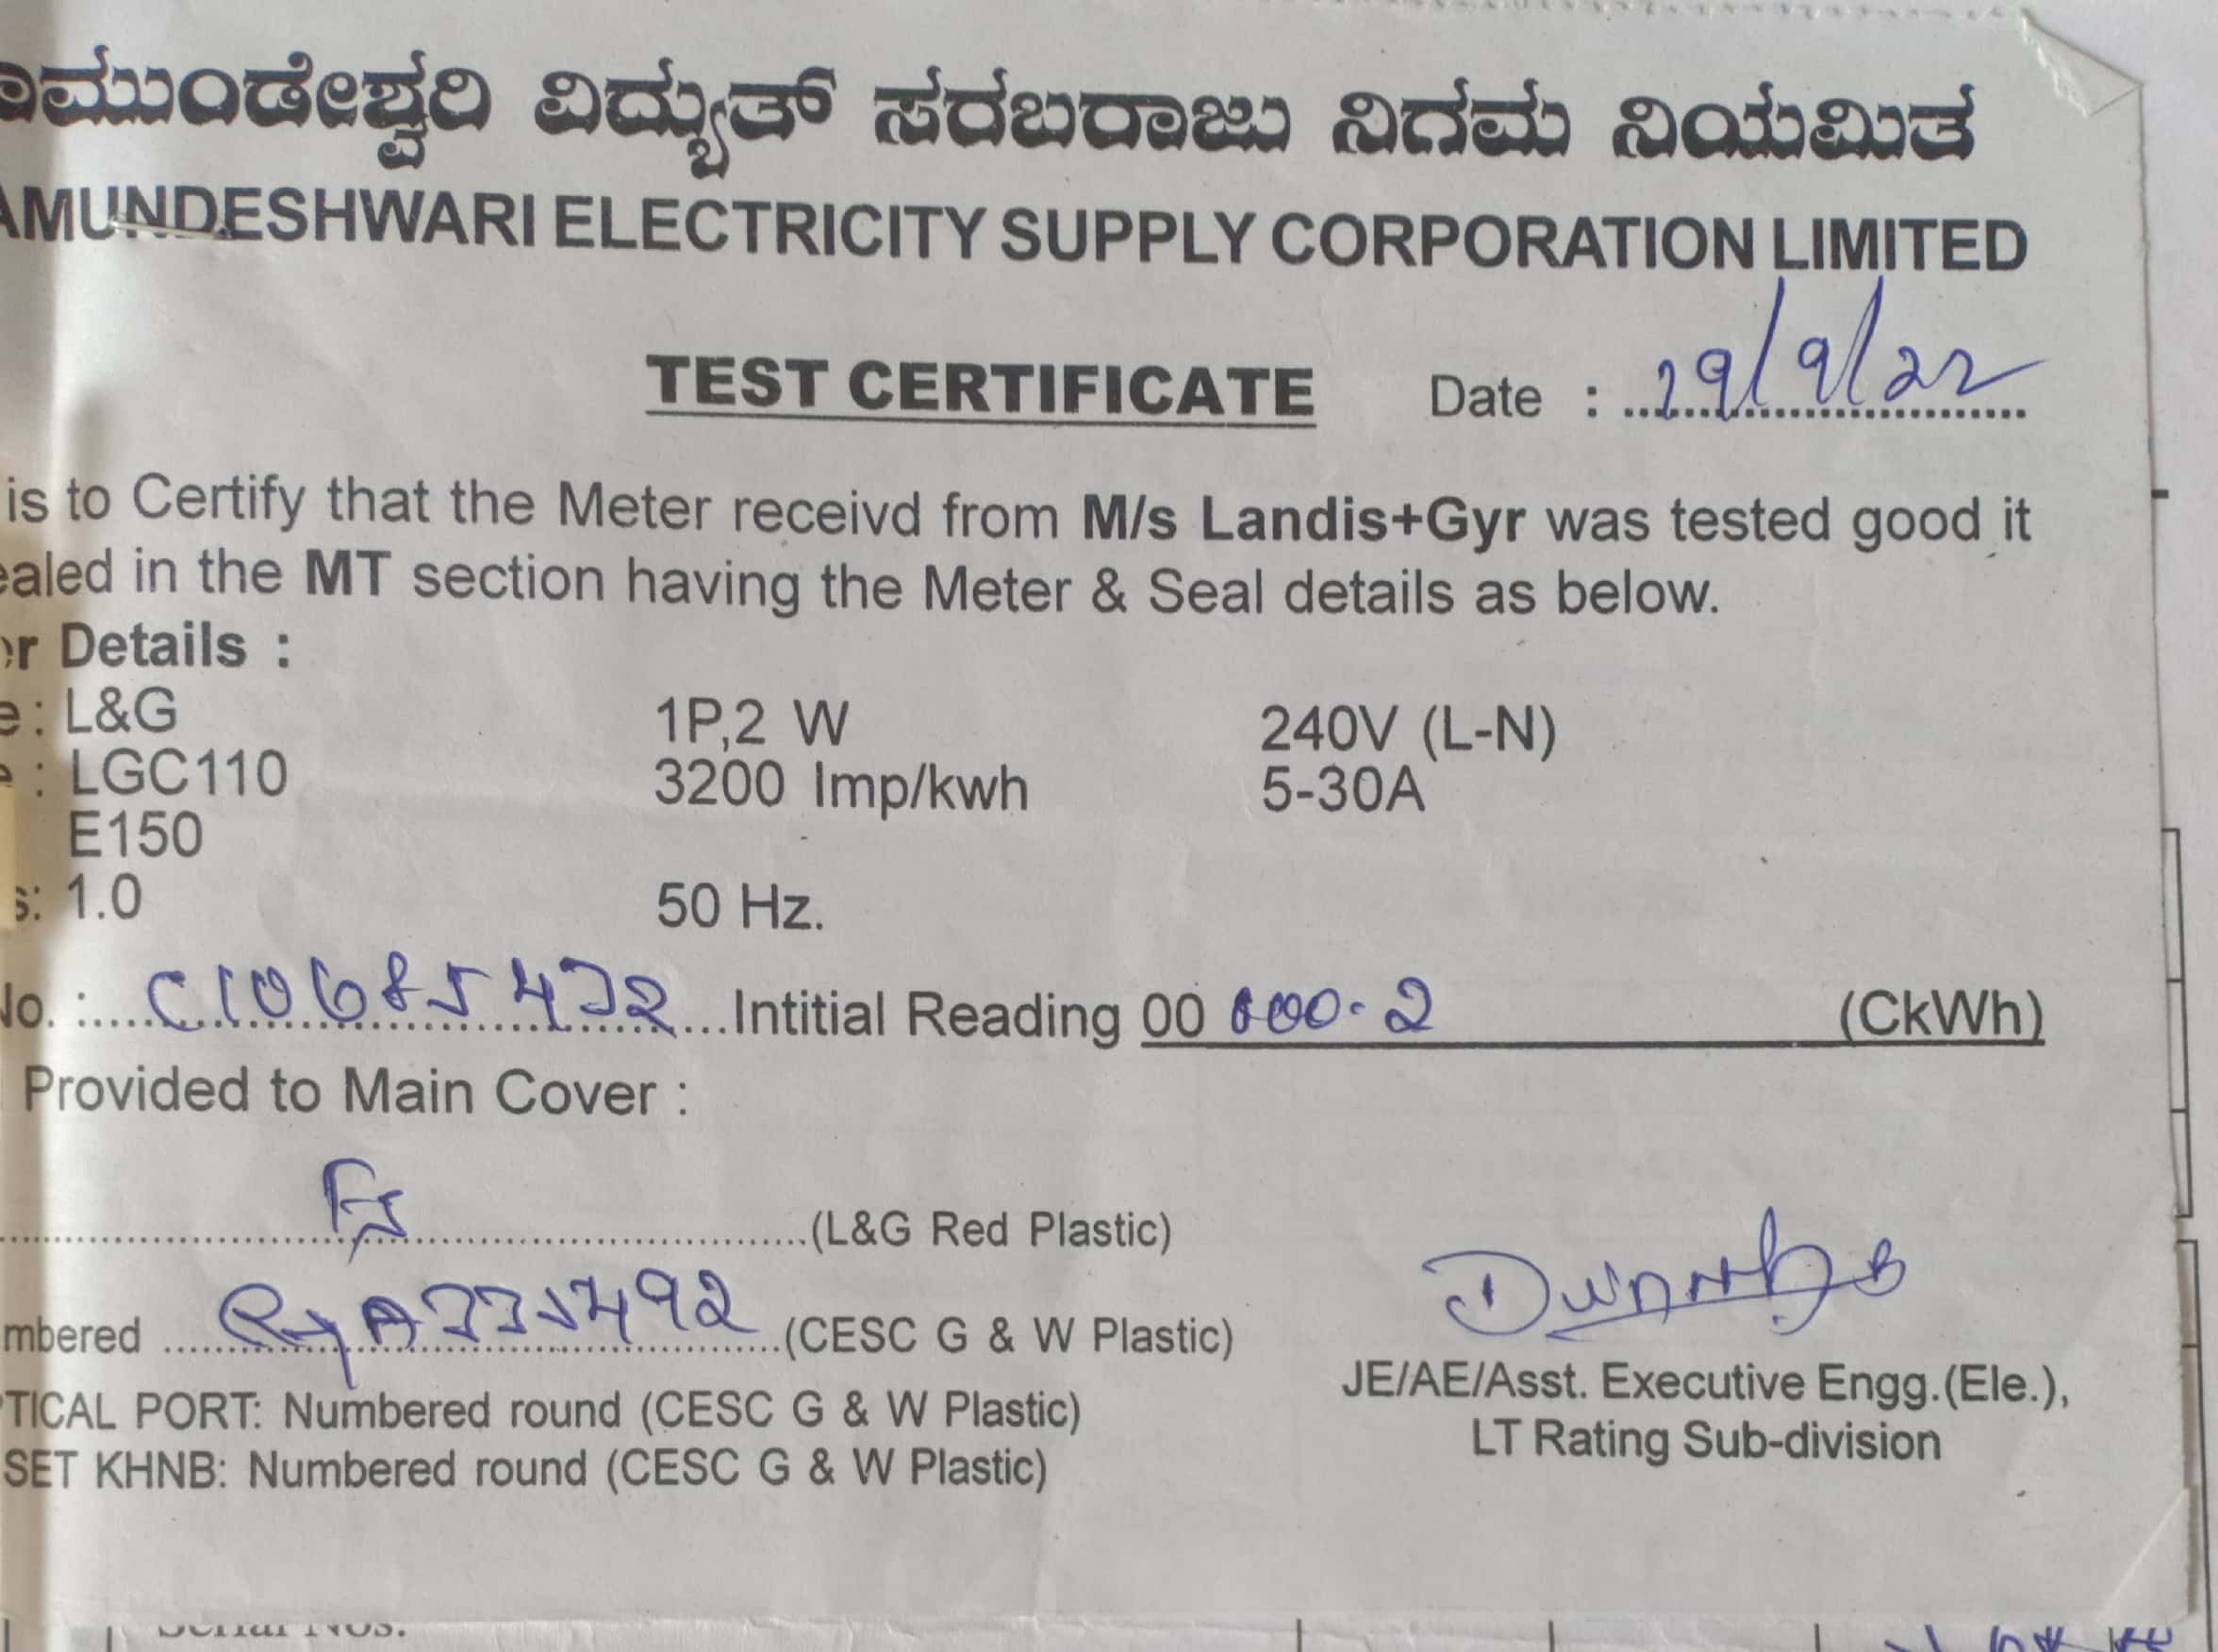 ಾಮುಂಡೇಶ್ವರಿ ವಿದ್ಯುತ್ ಸರಬರಾಜು ನಿಗಮ ನಿಯಮಿತ
AMUNDESHWARI ELECTRICITY SUPPLY CORPORATION LIMITED
TEST CERTIFICATE Date : 29/9/22
is to Certify that the Meter receivd from M/s Landis+Gyr was tested good it
ealed in the MT section having the Meter & Seal details as below.
er Details :
e : L&G 1P,2 W 240V (L-N)
e : LGC110 3200 Imp/kwh 5-30A
E150
s: 1.0 50 Hz.
No. : C10685432 Intitial Reading 00 000.2 (CkWh)
Provided to Main Cover :
(L&G Red Plastic)
mbered (CESC G & W Plastic)
TICAL PORT: Numbered round (CESC G & W Plastic)
SET KHNB: Numbered round (CESC G & W Plastic)
JE/AE/Asst. Executive Engg.(Ele.),
LT Rating Sub-division
Serial Nos.